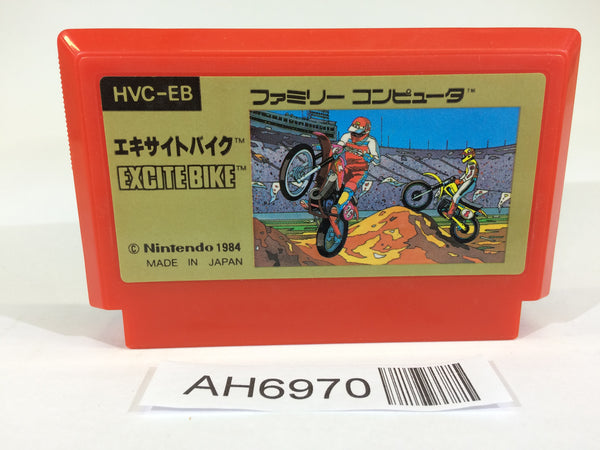 HVC-EB
ファミリー コンピュータ™
エキサイトバイク™
EXCITEBIKE™
© Nintendo 1984
MADE IN JAPAN
AH6970